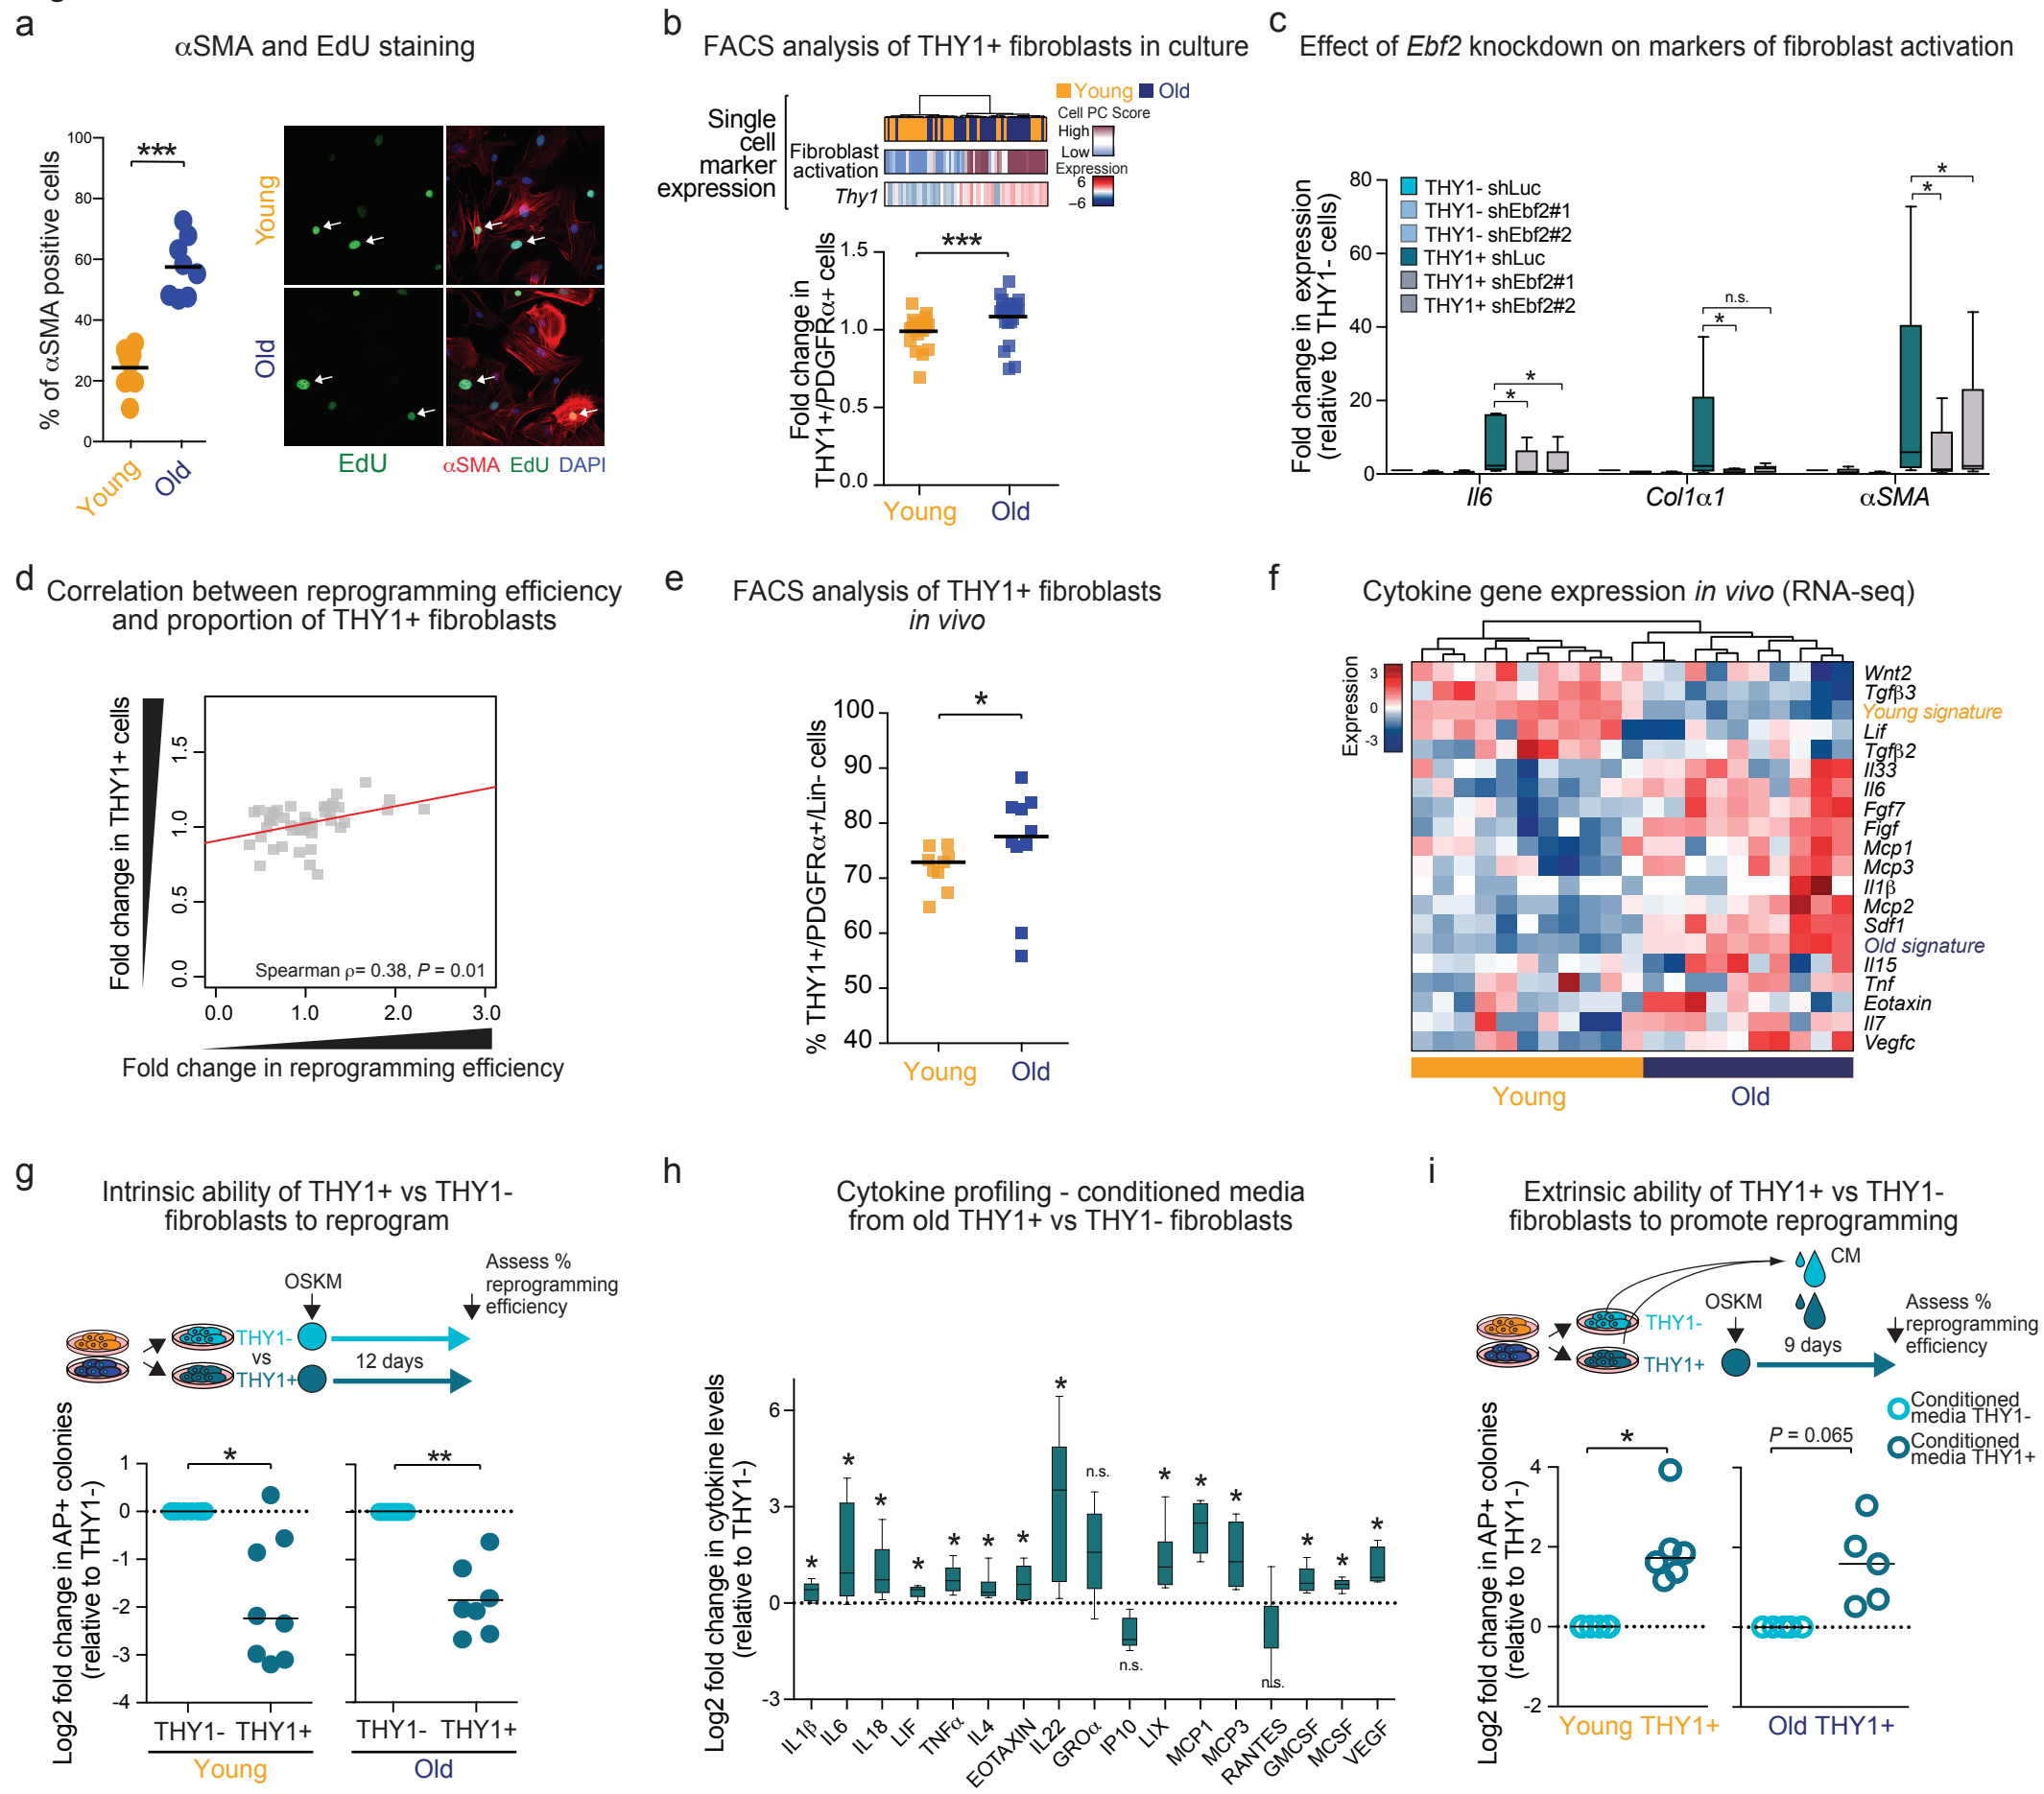 a
αSMA and EdU staining
% of αSMA positive cells
100
80
60
40
20
0
***
Young
Old
Young
Old
EdU
αSMA EdU DAPI
b
FACS analysis of THY1+ fibroblasts in culture
Young Old
Single
cell
marker
expression
Fibroblast
activation
Thy1
Cell PC Score
High
Low
Expression
6
–6
Fold change in
THY1+/PDGFRα+ cells
1.5
1.0
0.5
0.0
***
Young
Old
c
Effect of Ebf2 knockdown on markers of fibroblast activation
Fold change in expression
(relative to THY1- cells)
80
60
40
20
0
THY1- shLuc
THY1- shEbf2#1
THY1- shEbf2#2
THY1+ shLuc
THY1+ shEbf2#1
THY1+ shEbf2#2
*
*
n.s.
*
*
*
Il6
Col1α1
αSMA
d
Correlation between reprogramming efficiency
and proportion of THY1+ fibroblasts
Fold change in THY1+ cells
1.5
1.0
0.5
0.0
Spearman ρ= 0.38, P = 0.01
0.0
1.0
2.0
3.0
Fold change in reprogramming efficiency
e
FACS analysis of THY1+ fibroblasts
in vivo
% THY1+/PDGFRα+/Lin- cells
100
90
80
70
60
50
40
*
Young
Old
f
Cytokine gene expression in vivo (RNA-seq)
Expression
3
0
-3
Wnt2
Tgfβ3
Young signature
Lif
Tgfβ2
Il33
Il6
Fgf7
Figf
Mcp1
Mcp3
Il1β
Mcp2
Sdf1
Old signature
Il15
Tnf
Eotaxin
Il7
Vegfc
Young
Old
g
Intrinsic ability of THY1+ vs THY1-
fibroblasts to reprogram
OSKM
Assess %
reprogramming
efficiency
THY1-
vs
THY1+
12 days
Log2 fold change in AP+ colonies
(relative to THY1-)
1
0
-1
-2
-3
-4
*
**
THY1-
THY1+
THY1-
THY1+
Young
Old
h
Cytokine profiling - conditioned media
from old THY1+ vs THY1- fibroblasts
Log2 fold change in cytokine levels
(relative to THY1-)
6
3
0
-3
*
*
*
*
*
*
*
*
n.s.
n.s.
*
*
*
n.s.
*
*
*
IL1β
IL6
IL18
LIF
TNFα
IL4
EOTAXIN
IL22
GROα
IP10
LIX
MCP1
MCP3
RANTES
GMCSF
MCSF
VEGF
i
Extrinsic ability of THY1+ vs THY1-
fibroblasts to promote reprogramming
CM
OSKM
Assess %
reprogramming
efficiency
THY1-
THY1+
9 days
Conditioned
media THY1-
Conditioned
media THY1+
Log2 fold change in AP+ colonies
(relative to THY1-)
4
2
0
-2
*
P = 0.065
Young THY1+
Old THY1+